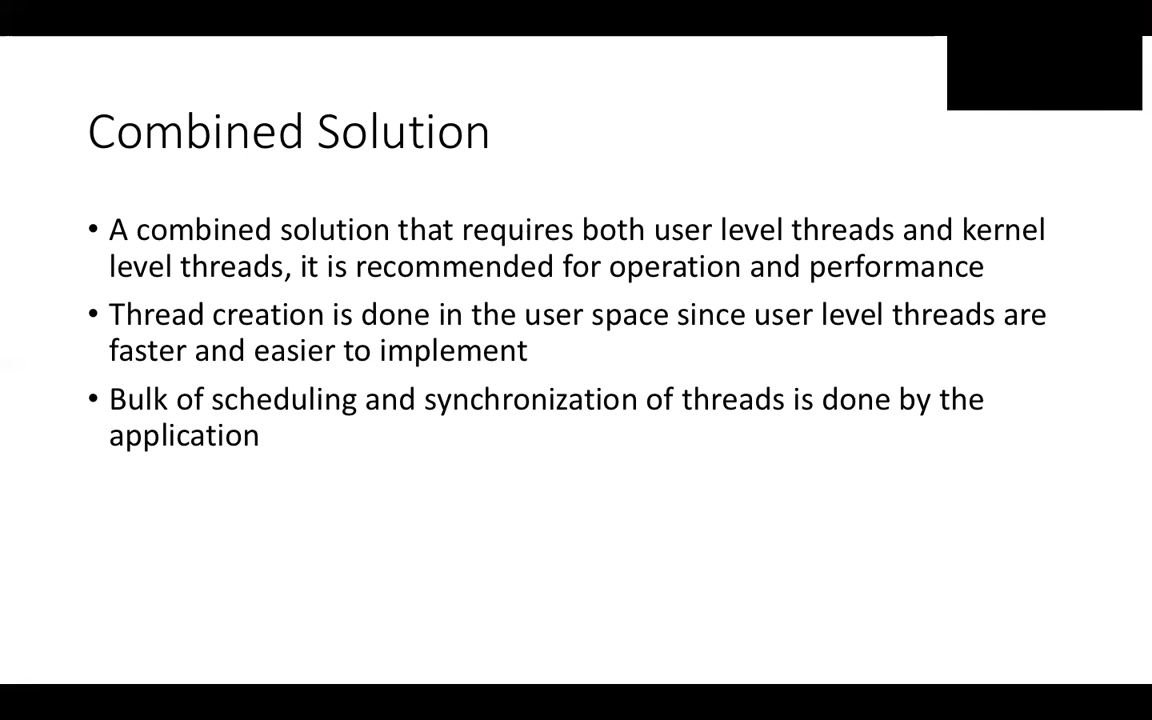 Combined Solution
• A combined solution that requires both user level threads and kernel
level threads, it is recommended for operation and performance
• Thread creation is done in the user space since user level threads are
faster and easier to implement
• Bulk of scheduling and synchronization of threads is done by the
application